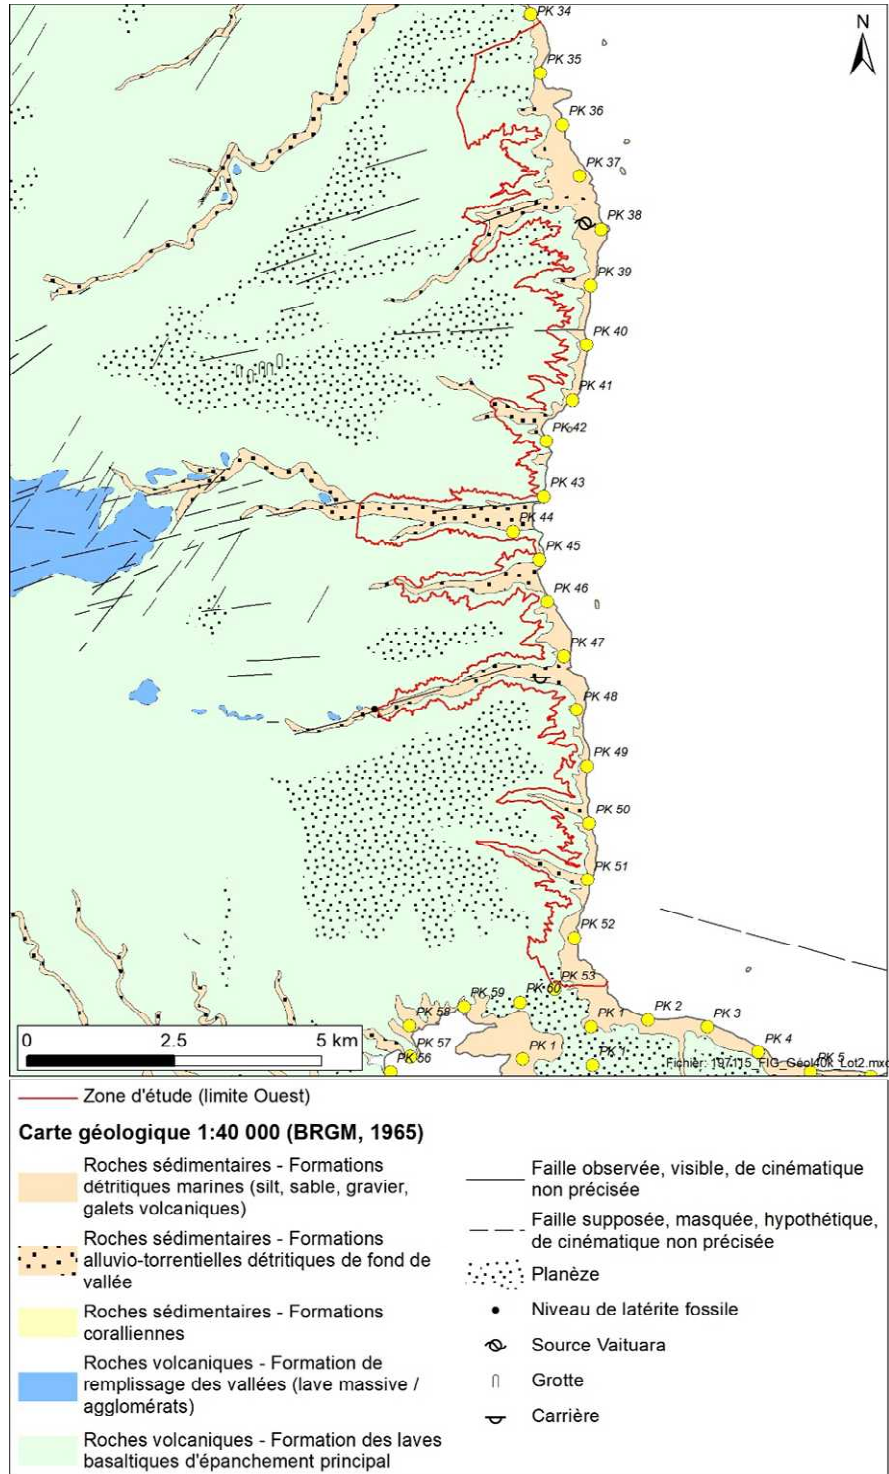 PK 34
N
PK 35
PK 36
PK 37
PK 38
PK 39
PK 40
PK 41
PK 42
PK 43
PK 44
PK 45
PK 46
PK 47
PK 48
PK 49
PK 50
PK 51
PK 52
PK 53
PK 60
PK 59
PK 58
PK 57
PK 56
PK 1
PK 1
PK 1
PK 2
PK 3
PK 4
PK 5
0 2.5 5 km
Zone d'étude (limite Ouest)
Carte géologique 1:40 000 (BRGM, 1965)
Roches sédimentaires - Formations
détritiques marines (silt, sable, gravier,
galets volcaniques)
Roches sédimentaires - Formations
alluvio-torrentielles détritiques de fond de
vallée
Roches sédimentaires - Formations
coralliennes
Roches volcaniques - Formation de
remplissage des vallées (lave massive /
agglomérats)
Roches volcaniques - Formation des laves
basaltiques d'épanchement principal
Faille observée, visible, de cinématique
non précisée
Faille supposée, masquée, hypothétique,
de cinématique non précisée
Planèze
Niveau de latérite fossile
Source Vaituara
Grotte
Carrière